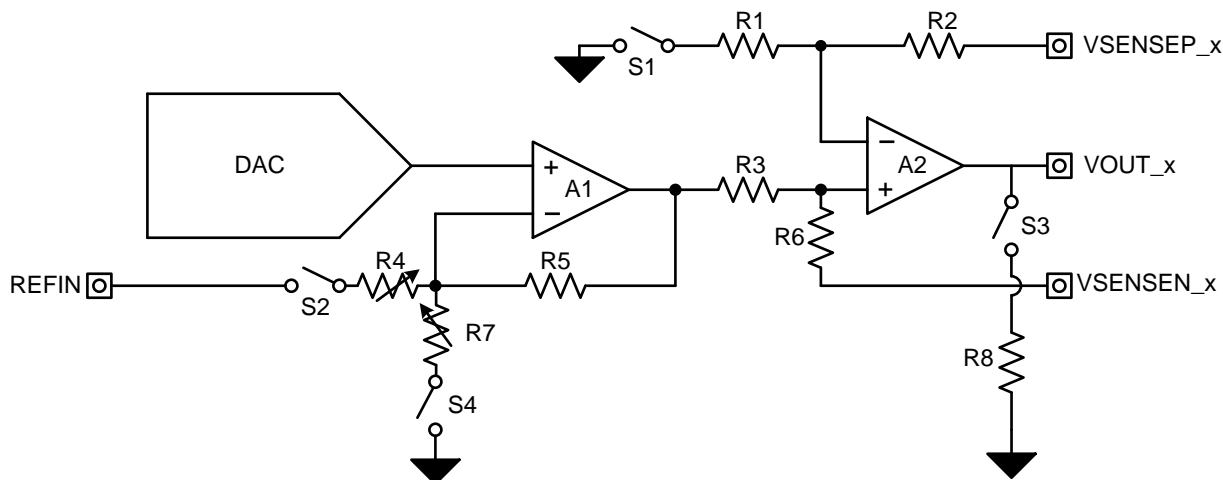 R1
R2
VSENSEP_x
S1
DAC
+
A1
−
R3
−
A2
+
VOUT_x
R6
S3
REFIN
S2
R4
R5
VSENSEN_x
R7
R8
S4